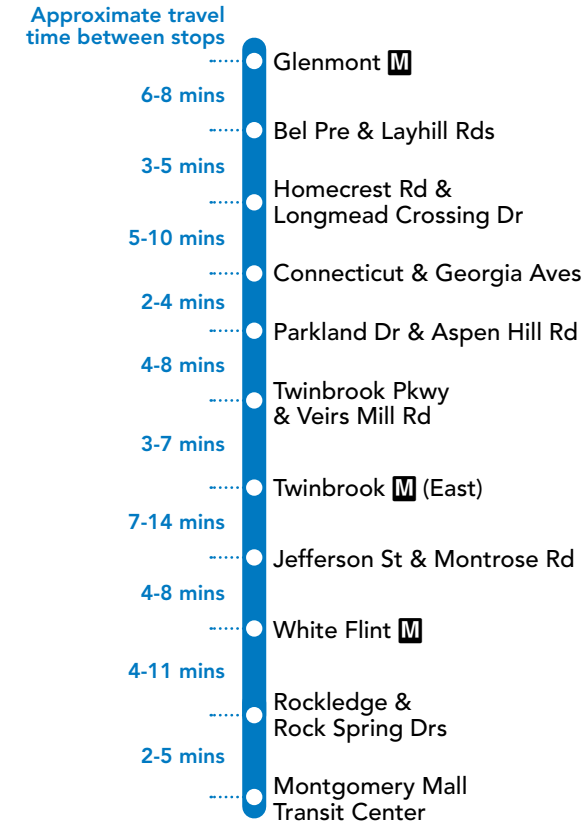 Approximate travel
time between stops
Glenmont M
6-8 mins
Bel Pre & Layhill Rds
3-5 mins
Homecrest Rd &
Longmead Crossing Dr
5-10 mins
Connecticut & Georgia Aves
2-4 mins
Parkland Dr & Aspen Hill Rd
4-8 mins
Twinbrook Pkwy
& Veirs Mill Rd
3-7 mins
Twinbrook M (East)
7-14 mins
Jefferson St & Montrose Rd
4-8 mins
White Flint M
4-11 mins
Rockledge &
Rock Spring Drs
2-5 mins
Montgomery Mall
Transit Center